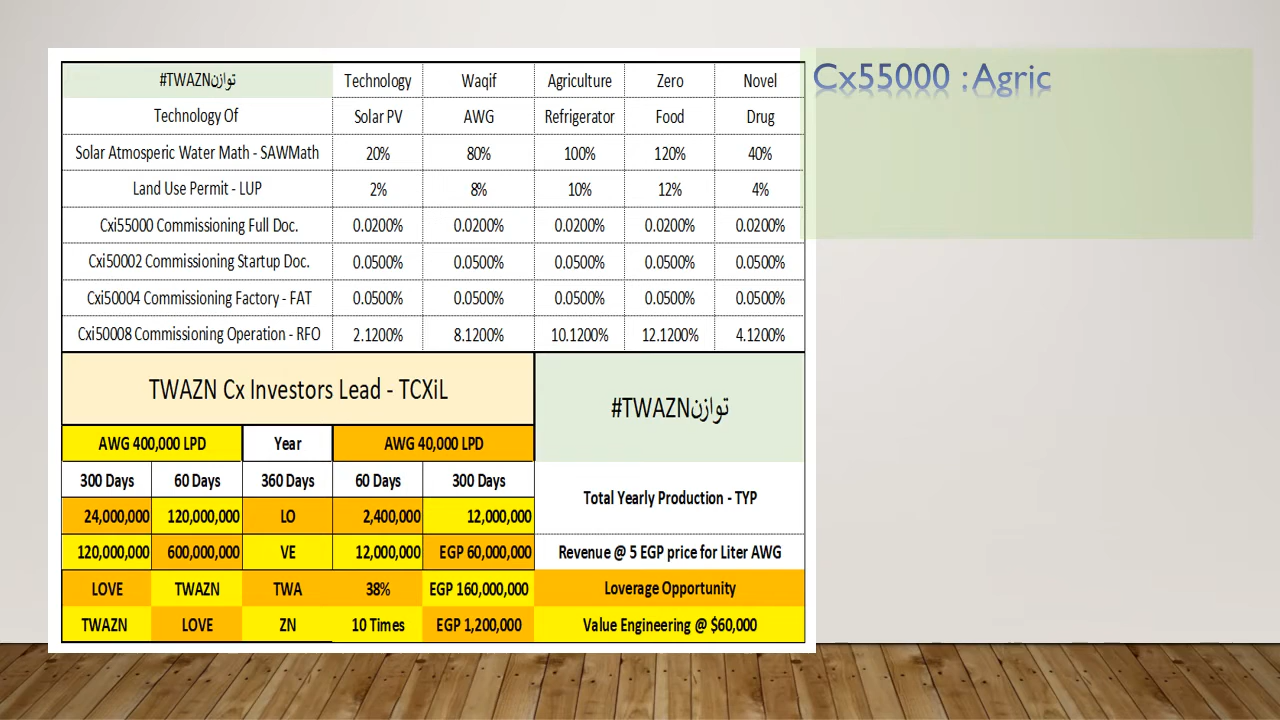 #TWAZNتوازن Technology Waqif Agriculture Zero Novel
Technology Of Solar PV AWG Refrigerator Food Drug
Solar Atmosperic Water Math - SAWMath 20% 80% 100% 120% 40%
Land Use Permit - LUP 2% 8% 10% 12% 4%
Cxi55000 Commissioning Full Doc. 0.0200% 0.0200% 0.0200% 0.0200% 0.0200%
Cxi50002 Commissioning Startup Doc. 0.0500% 0.0500% 0.0500% 0.0500% 0.0500%
Cxi50004 Commissioning Factory - FAT 0.0500% 0.0500% 0.0500% 0.0500% 0.0500%
Cxi50008 Commissioning Operation - RFO 2.1200% 8.1200% 10.1200% 12.1200% 4.1200%
TWAZN Cx Investors Lead - TCXiL
#TWAZNتوازن
AWG 400,000 LPD Year AWG 40,000 LPD
300 Days 60 Days 360 Days 60 Days 300 Days
Total Yearly Production - TYP
24,000,000 120,000,000 LO 2,400,000 12,000,000
120,000,000 600,000,000 VE 12,000,000 EGP 60,000,000 Revenue @ 5 EGP price for Liter AWG
LOVE TWAZN TWA 38% EGP 160,000,000 Loverage Opportunity
TWAZN LOVE ZN 10 Times EGP 1,200,000 Value Engineering @ $60,000
Cx55000 : Agric